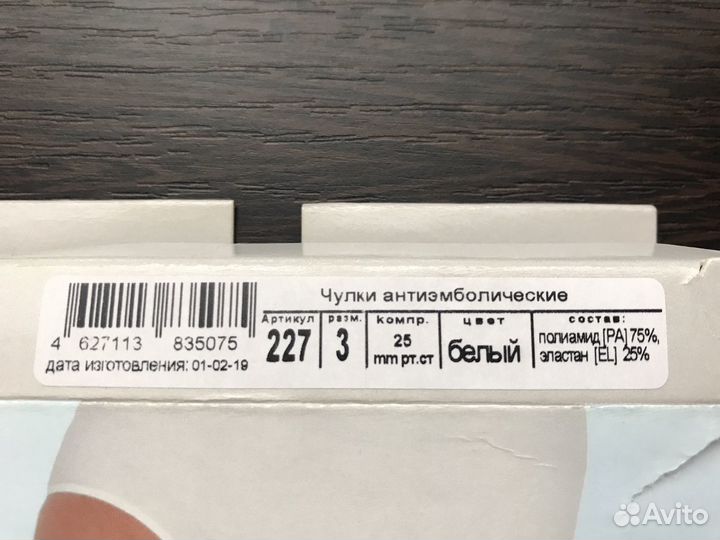 Чулки антиэмболические
Артикул разм. компр. цвет состав:
227 3 25 mm рт.ст белый полиамид [PA] 75%, эластан [EL] 25%
4 627113 835075
дата изготовления: 01-02-19
Avito